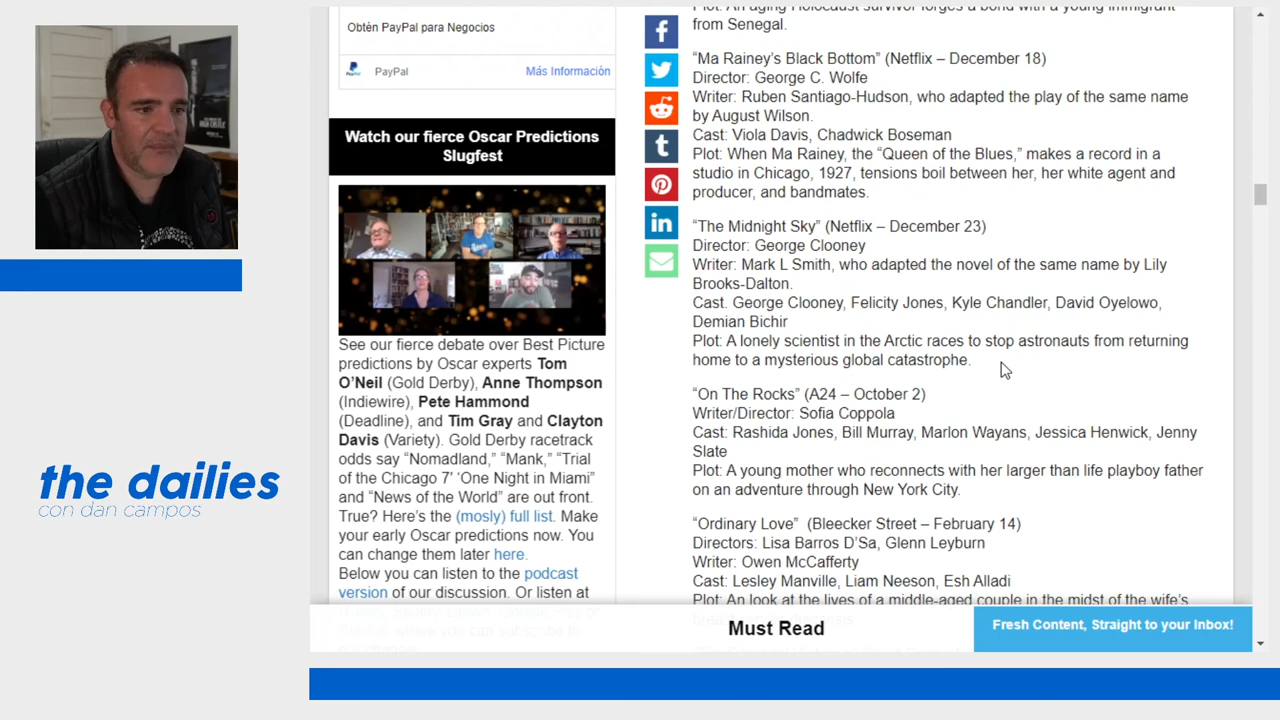 Obtén PayPal para Negocios
PayPal
Más Información
Watch our fierce Oscar Predictions
Slugfest
See our fierce debate over Best Picture
predictions by Oscar experts Tom
O'Neil (Gold Derby), Anne Thompson
(Indiewire), Pete Hammond
(Deadline), and Tim Gray and Clayton
Davis (Variety). Gold Derby racetrack
odds say “Nomadland,” “Mank,” “Trial
of the Chicago 7” ‘One Night in Miami”
and “News of the World” are out front.
True? Here's the (mosly) full list. Make
your early Oscar predictions now. You
can change them later here.
Below you can listen to the podcast
version of our discussion. Or listen at
the dailies
con dan campos
from Senegal.
“Ma Rainey's Black Bottom” (Netflix – December 18)
Director: George C. Wolfe
Writer: Ruben Santiago-Hudson, who adapted the play of the same name
by August Wilson.
Cast: Viola Davis, Chadwick Boseman
Plot: When Ma Rainey, the “Queen of the Blues,” makes a record in a
studio in Chicago, 1927, tensions boil between her, her white agent and
producer, and bandmates.
“The Midnight Sky” (Netflix – December 23)
Director: George Clooney
Writer: Mark L Smith, who adapted the novel of the same name by Lily
Brooks-Dalton.
Cast. George Clooney, Felicity Jones, Kyle Chandler, David Oyelowo,
Demian Bichir
Plot: A lonely scientist in the Arctic races to stop astronauts from returning
home to a mysterious global catastrophe.
“On The Rocks” (A24 – October 2)
Writer/Director: Sofia Coppola
Cast: Rashida Jones, Bill Murray, Marlon Wayans, Jessica Henwick, Jenny
Slate
Plot: A young mother who reconnects with her larger than life playboy father
on an adventure through New York City.
“Ordinary Love” (Bleecker Street – February 14)
Directors: Lisa Barros D'Sa, Glenn Leyburn
Writer: Owen McCafferty
Cast: Lesley Manville, Liam Neeson, Esh Alladi
Plot: An look at the lives of a middle-aged couple in the midst of the wife's
Must Read
Fresh Content, Straight to your Inbox!